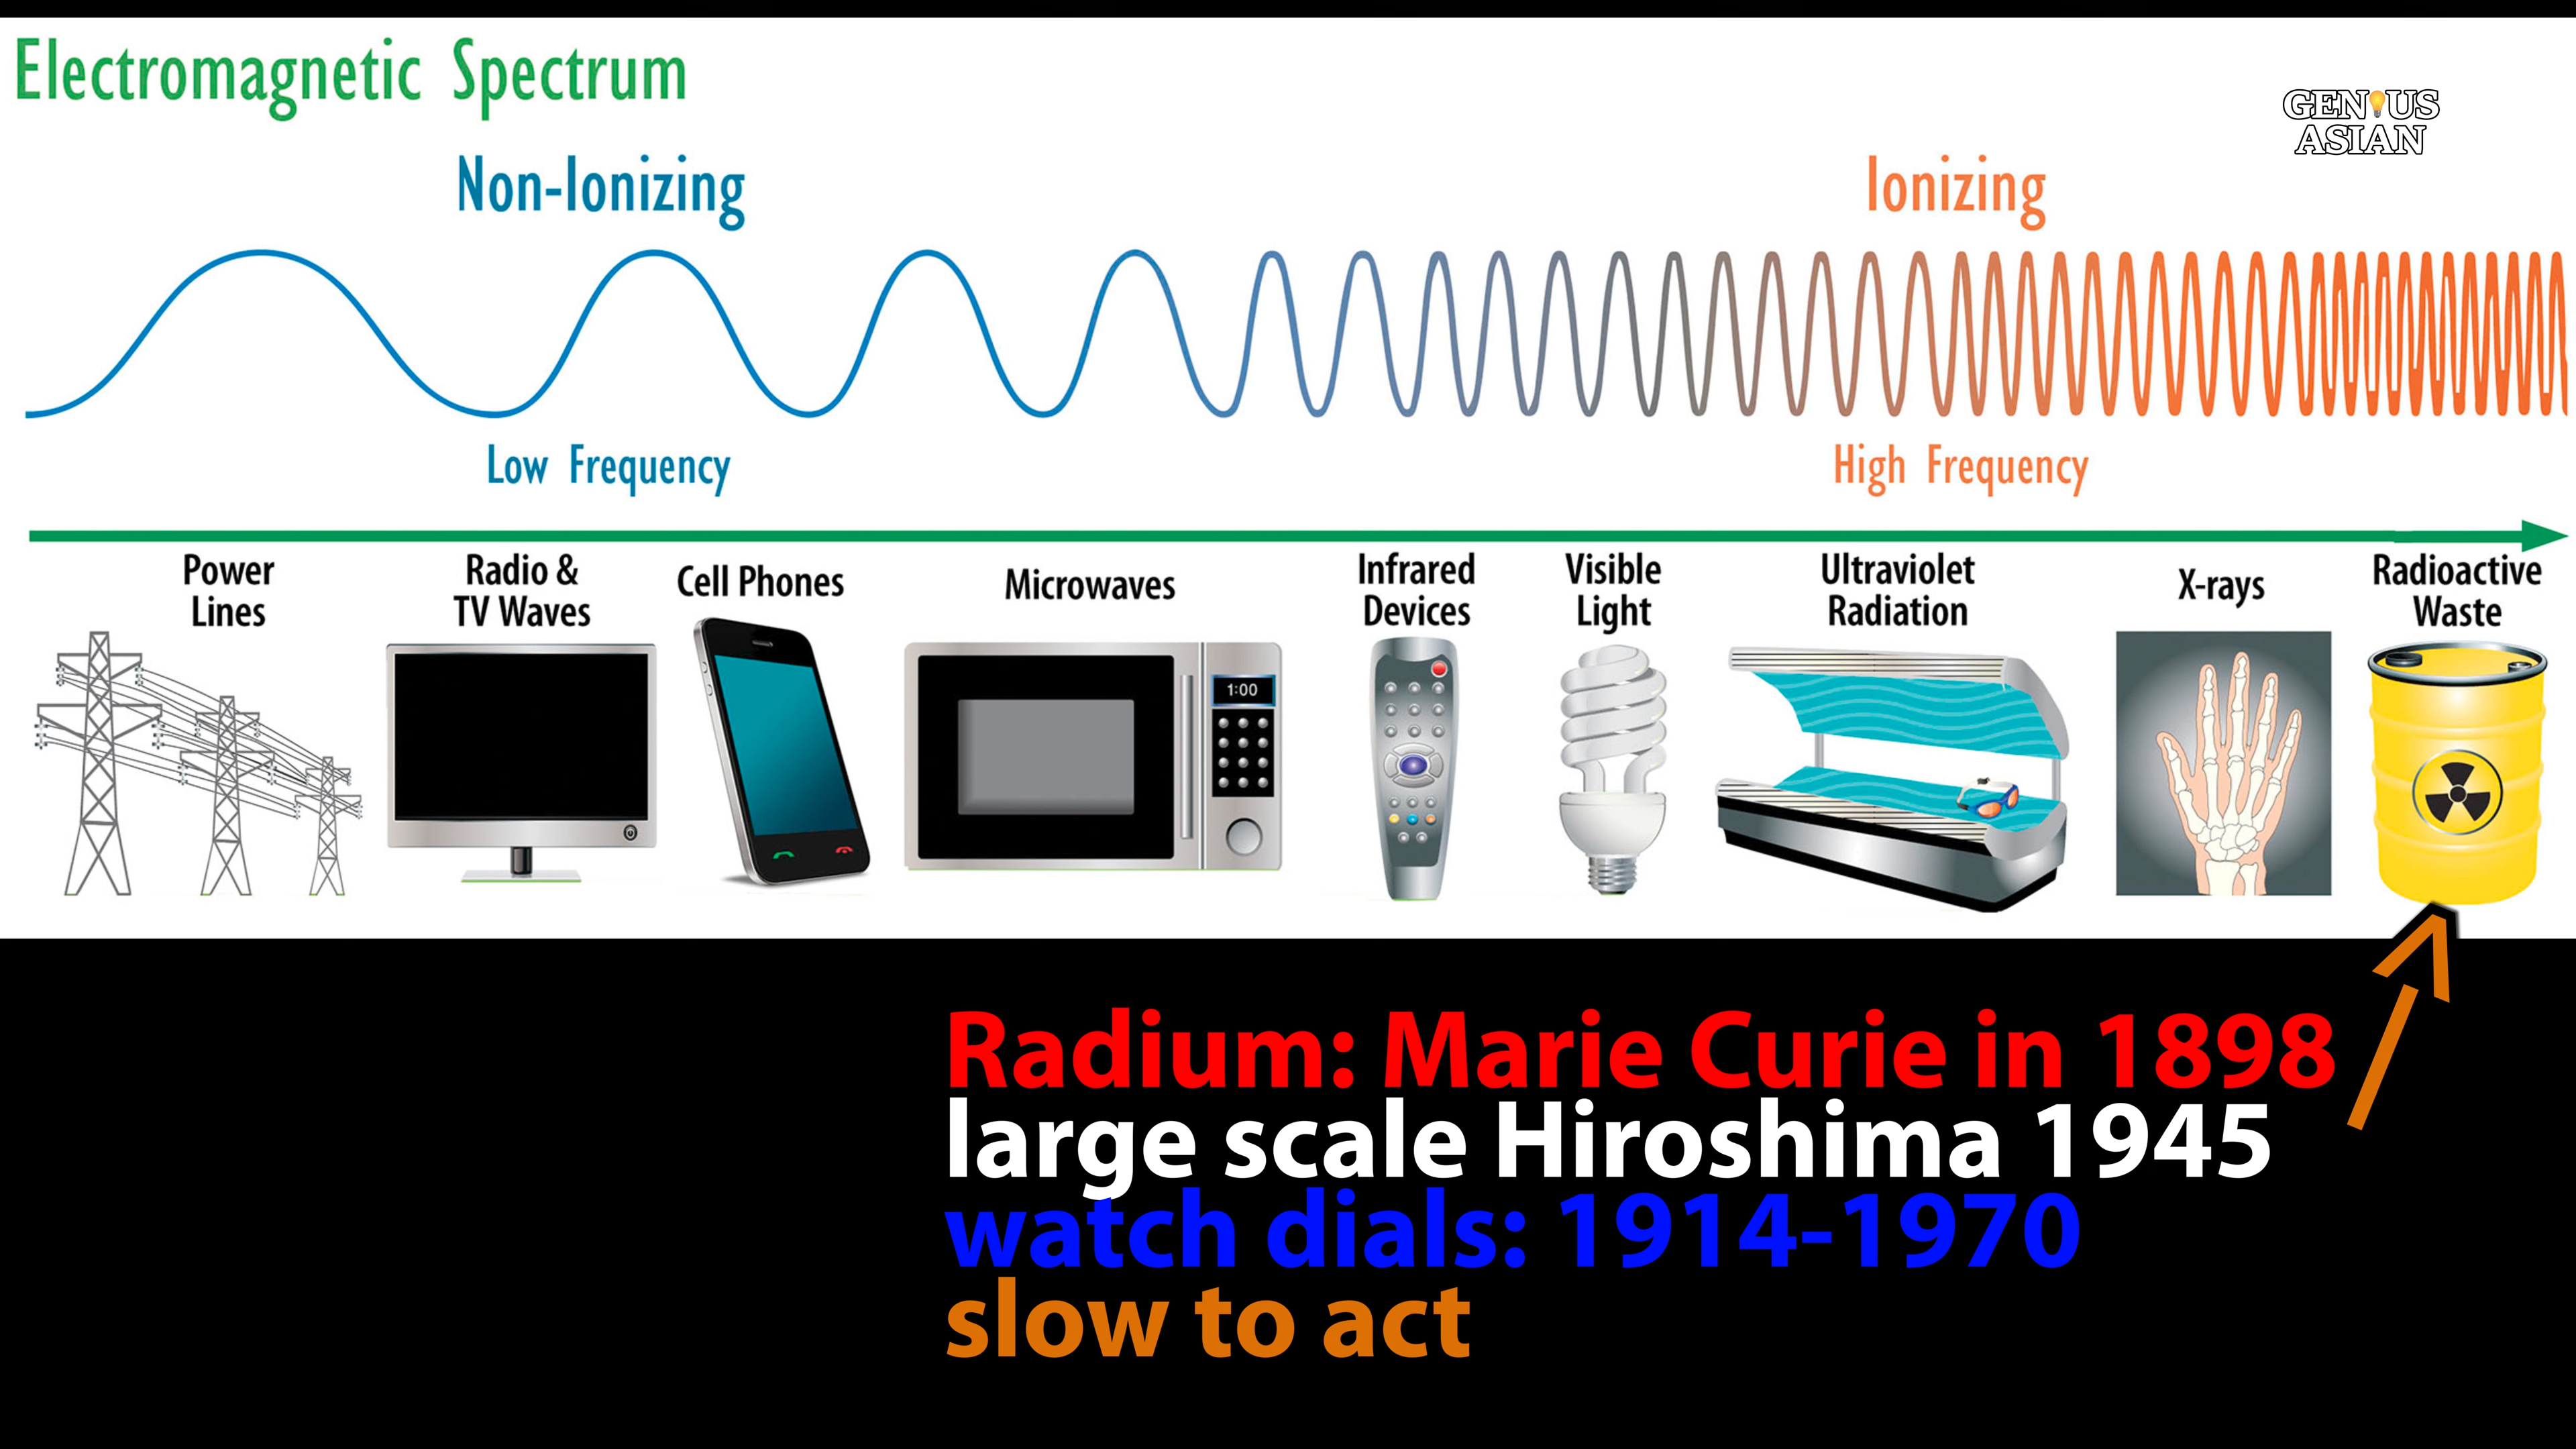 Electromagnetic Spectrum
GENIUS
ASIAN
Non-Ionizing
Ionizing
Low Frequency
High Frequency
Power
Lines
Radio &
TV Waves
Cell Phones
Microwaves
Infrared
Devices
Visible
Light
Ultraviolet
Radiation
X-rays
Radioactive
Waste
1:00
Radium: Marie Curie in 1898
large scale Hiroshima 1945
watch dials: 1914-1970
slow to act